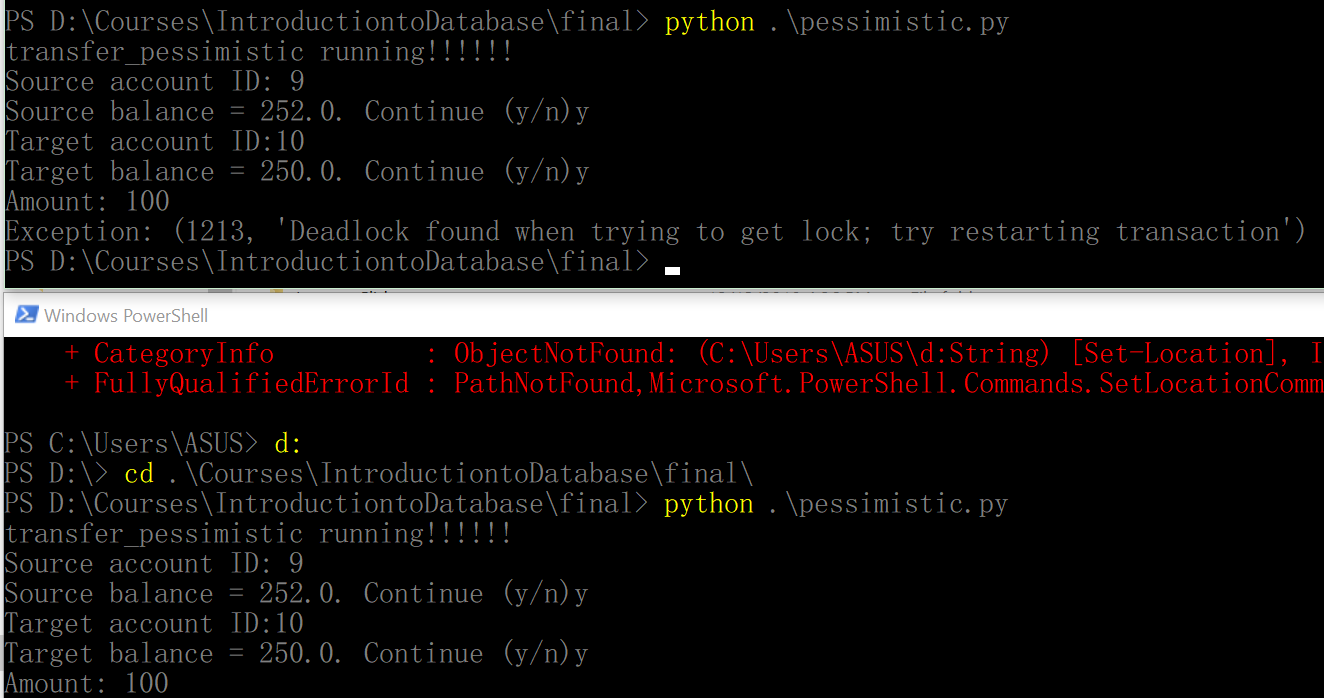 PS D:\Courses\IntroductiontoDatabase\final> python .\pessimistic.py
transfer_pessimistic running!!!!!!
Source account ID: 9
Source balance = 252.0. Continue (y/n)y
Target account ID:10
Target balance = 250.0. Continue (y/n)y
Amount: 100
Exception: (1213, 'Deadlock found when trying to get lock; try restarting transaction')
PS D:\Courses\IntroductiontoDatabase\final>
Windows PowerShell
+ CategoryInfo : ObjectNotFound: (C:\Users\ASUS\d:String) [Set-Location], I
+ FullyQualifiedErrorId : PathNotFound,Microsoft.PowerShell.Commands.SetLocationComm
PS C:\Users\ASUS> d:
PS D:\> cd .\Courses\IntroductiontoDatabase\final\
PS D:\Courses\IntroductiontoDatabase\final> python .\pessimistic.py
transfer_pessimistic running!!!!!!
Source account ID: 9
Source balance = 252.0. Continue (y/n)y
Target account ID:10
Target balance = 250.0. Continue (y/n)y
Amount: 100